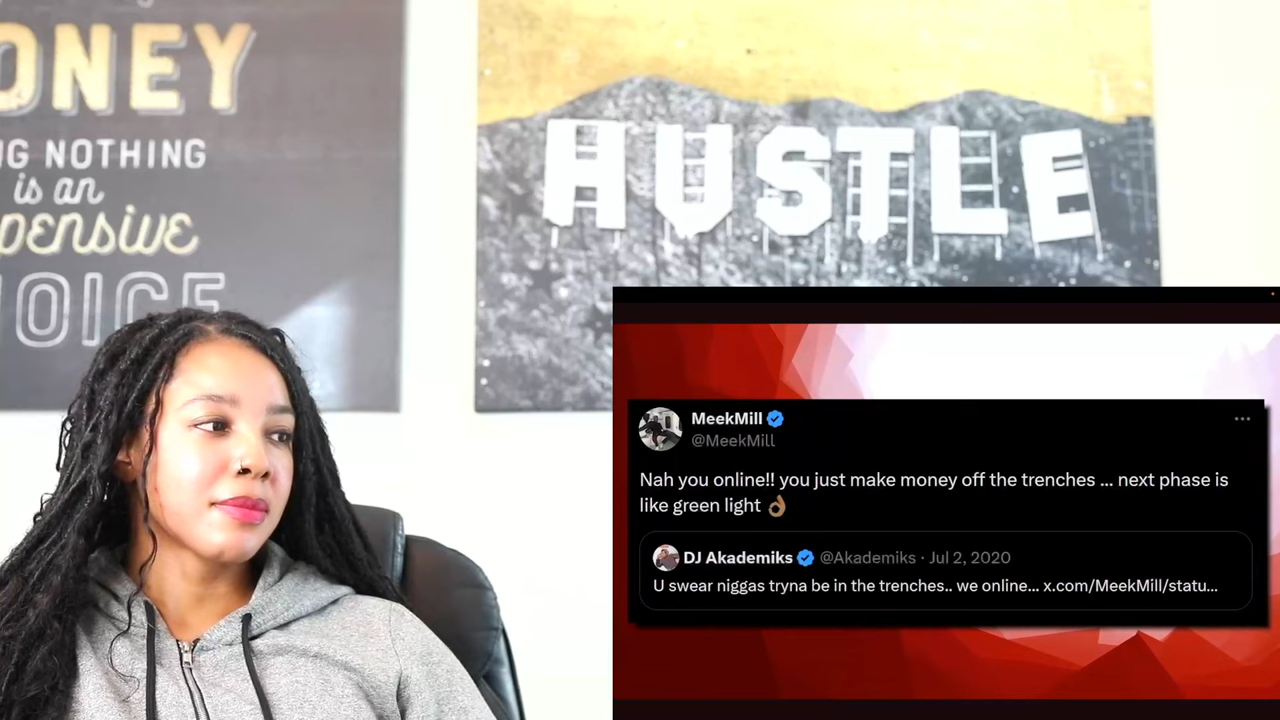 ONEY
G NOTHING
is an
pensive
OICE
HUSTLE
MeekMill
@MeekMill
Nah you online!! you just make money off the trenches ... next phase is
like green light 👌🏾
DJ Akademiks @Akademiks · Jul 2, 2020
U swear niggas tryna be in the trenches.. we online... x.com/MeekMill/statu...